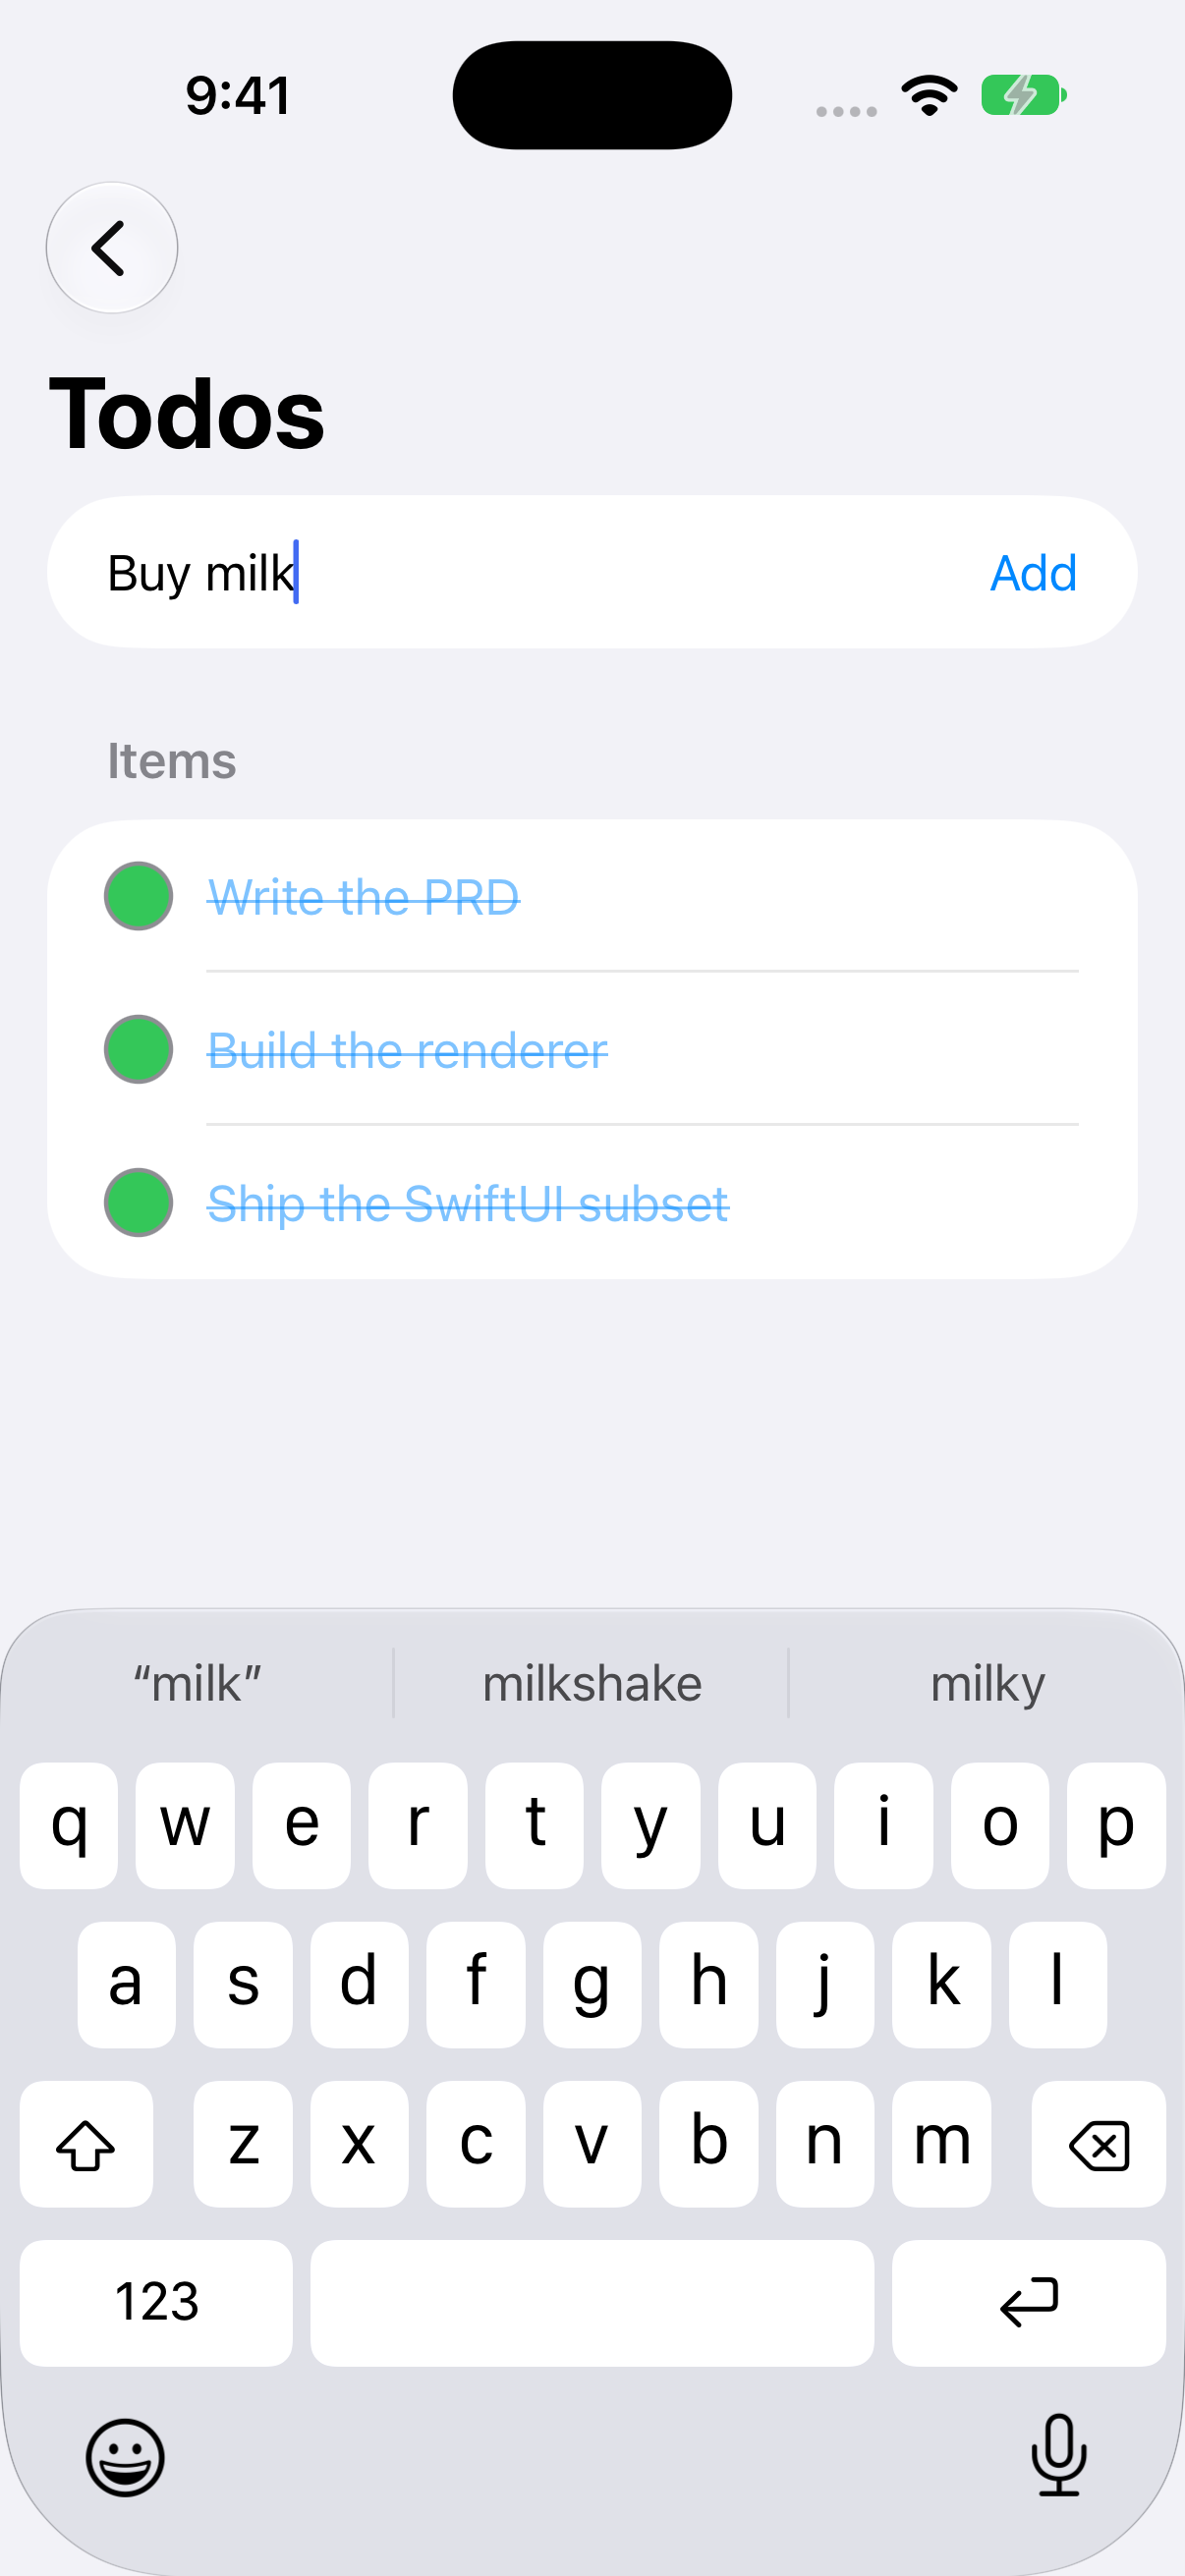 9:41
Todos
Buy milk
Add
Items
Write the PRD
Build the renderer
Ship the SwiftUI subset
“milk” milkshake milky
q w e r t y u i o p
a s d f g h j k l
z x c v b n m
123